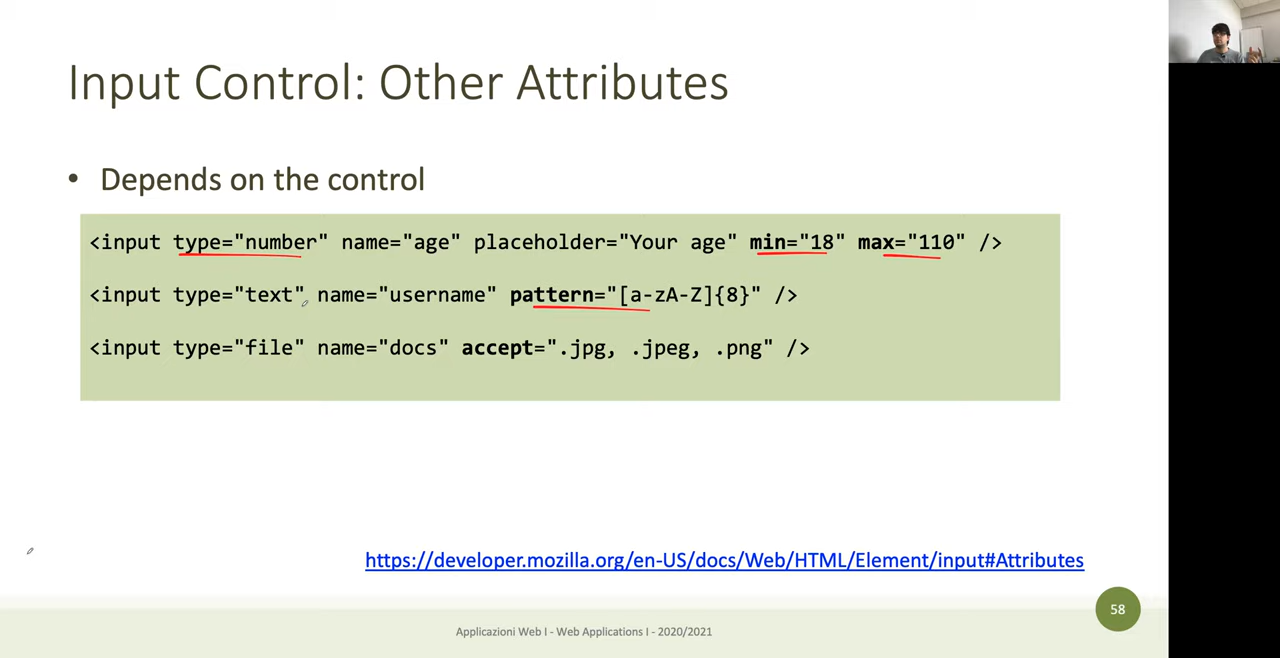 Input Control: Other Attributes
• Depends on the control
<input type="number" name="age" placeholder="Your age" min="18" max="110" />
<input type="text" name="username" pattern="[a-zA-Z]{8}" />
<input type="file" name="docs" accept=".jpg, .jpeg, .png" />
https://developer.mozilla.org/en-US/docs/Web/HTML/Element/input#Attributes
58
Applicazioni Web I - Web Applications I - 2020/2021